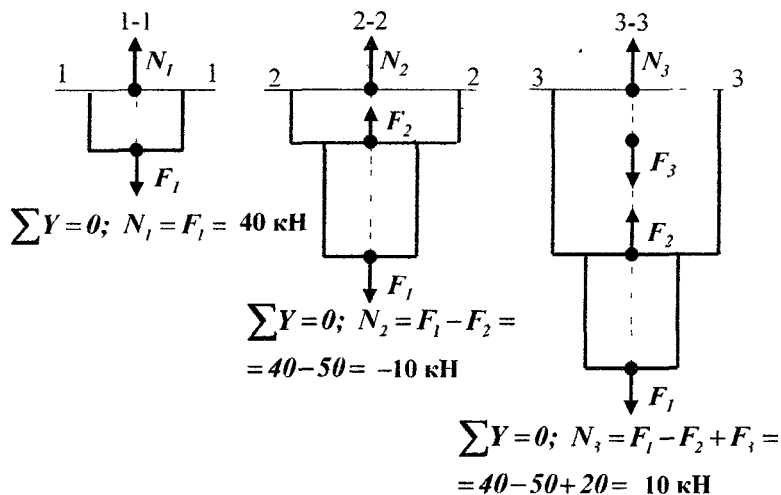 1-1
N₁
1 1
F₁
∑Y=0; N₁=F₁= 40 кН
2-2
N₂
2 2
F₂
F₁
∑Y=0; N₂=F₁−F₂=
=40−50= −10 кН
3-3
N₃
3 3
F₃
F₂
F₁
∑Y=0; N₃=F₁−F₂+F₃=
=40−50+20= 10 кН